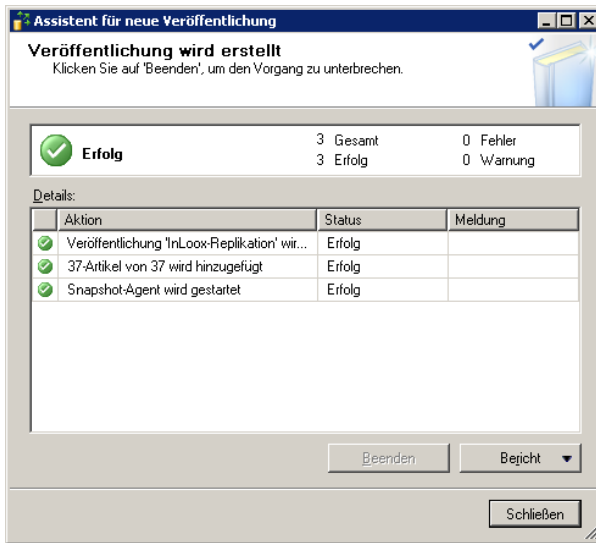 Assistent für neue Veröffentlichung
Veröffentlichung wird erstellt
Klicken Sie auf 'Beenden', um den Vorgang zu unterbrechen.
Erfolg
3 Gesamt 0 Fehler
3 Erfolg 0 Warnung
Details:
Aktion Status Meldung
Veröffentlichung 'InLoox-Replikation' wir... Erfolg
37-Artikel von 37 wird hinzugefügt Erfolg
Snapshot-Agent wird gestartet Erfolg
Beenden Bericht
Schließen